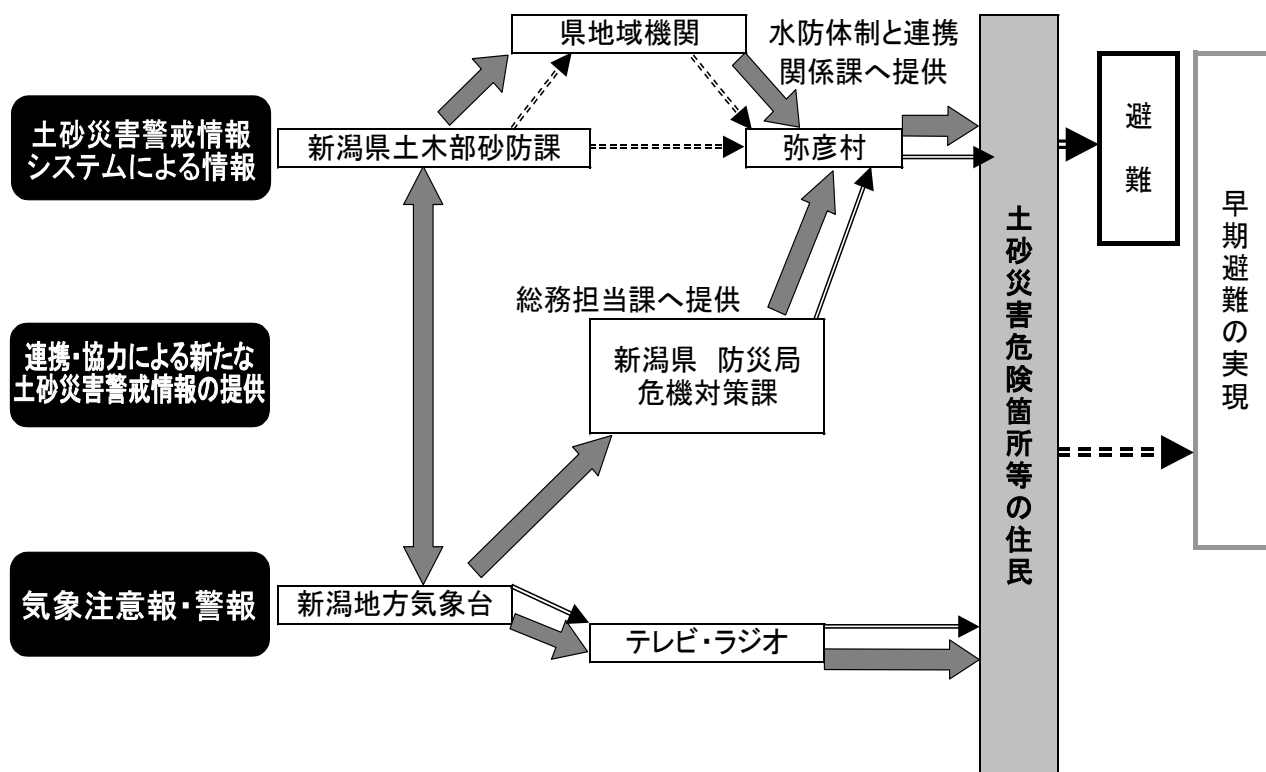 県地域機関
水防体制と連携
関係課へ提供
土砂災害警戒情報
システムによる情報
新潟県土木部砂防課
弥彦村
避難
早期避難の実現
土砂災害危険箇所等の住民
総務担当課へ提供
連携・協力による新たな
土砂災害警戒情報の提供
新潟県 防災局
危機対策課
気象注意報・警報
新潟地方気象台
テレビ・ラジオ